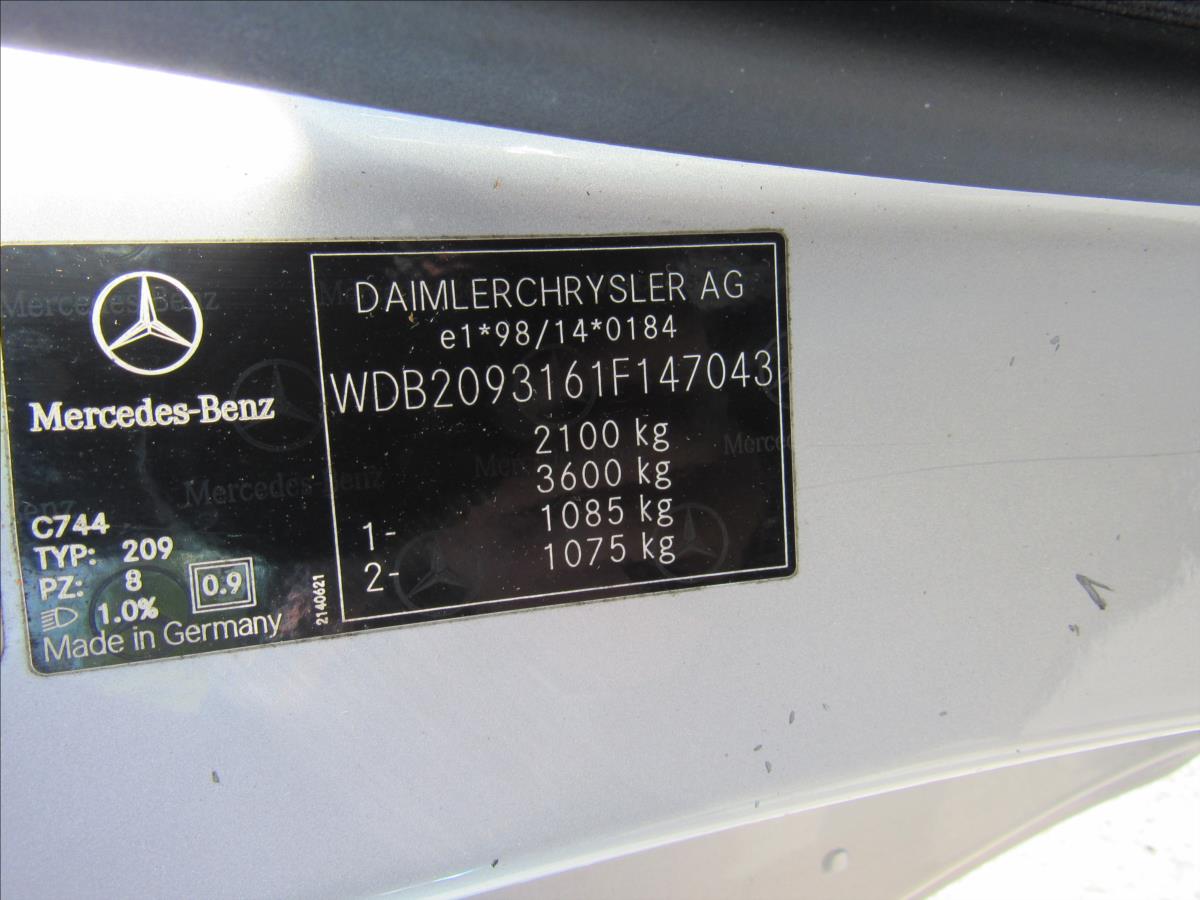 Mercedes-Benz
C744
TYP: 209
PZ: 8
1.0%
0.9
Made in Germany
2140621
DAIMLERCHRYSLER AG
e1*98/14*0184
WDB2093161F147043
2100 kg
3600 kg
1- 1085 kg
2- 1075 kg